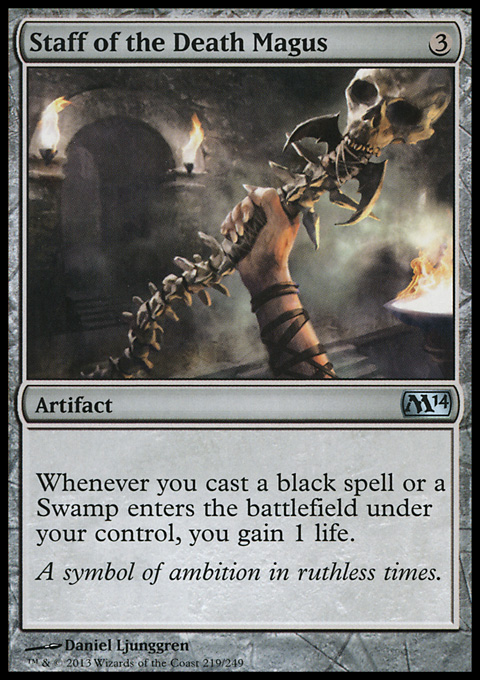 Staff of the Death Magus 3
Artifact M14
Whenever you cast a black spell or a
Swamp enters the battlefield under
your control, you gain 1 life.
A symbol of ambition in ruthless times.
Daniel Ljunggren
™ & © 2013 Wizards of the Coast 219/249